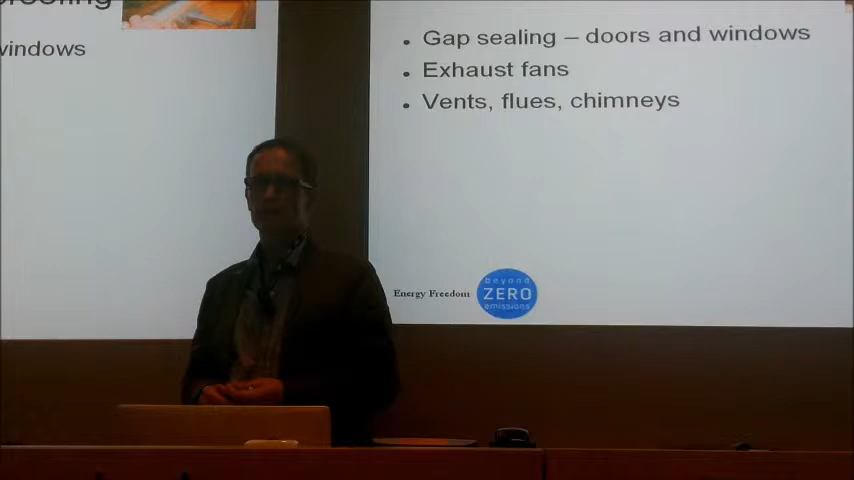 windows
Gap sealing – doors and windows
Exhaust fans
Vents, flues, chimneys
Energy Freedom
beyond
ZERO
emissions